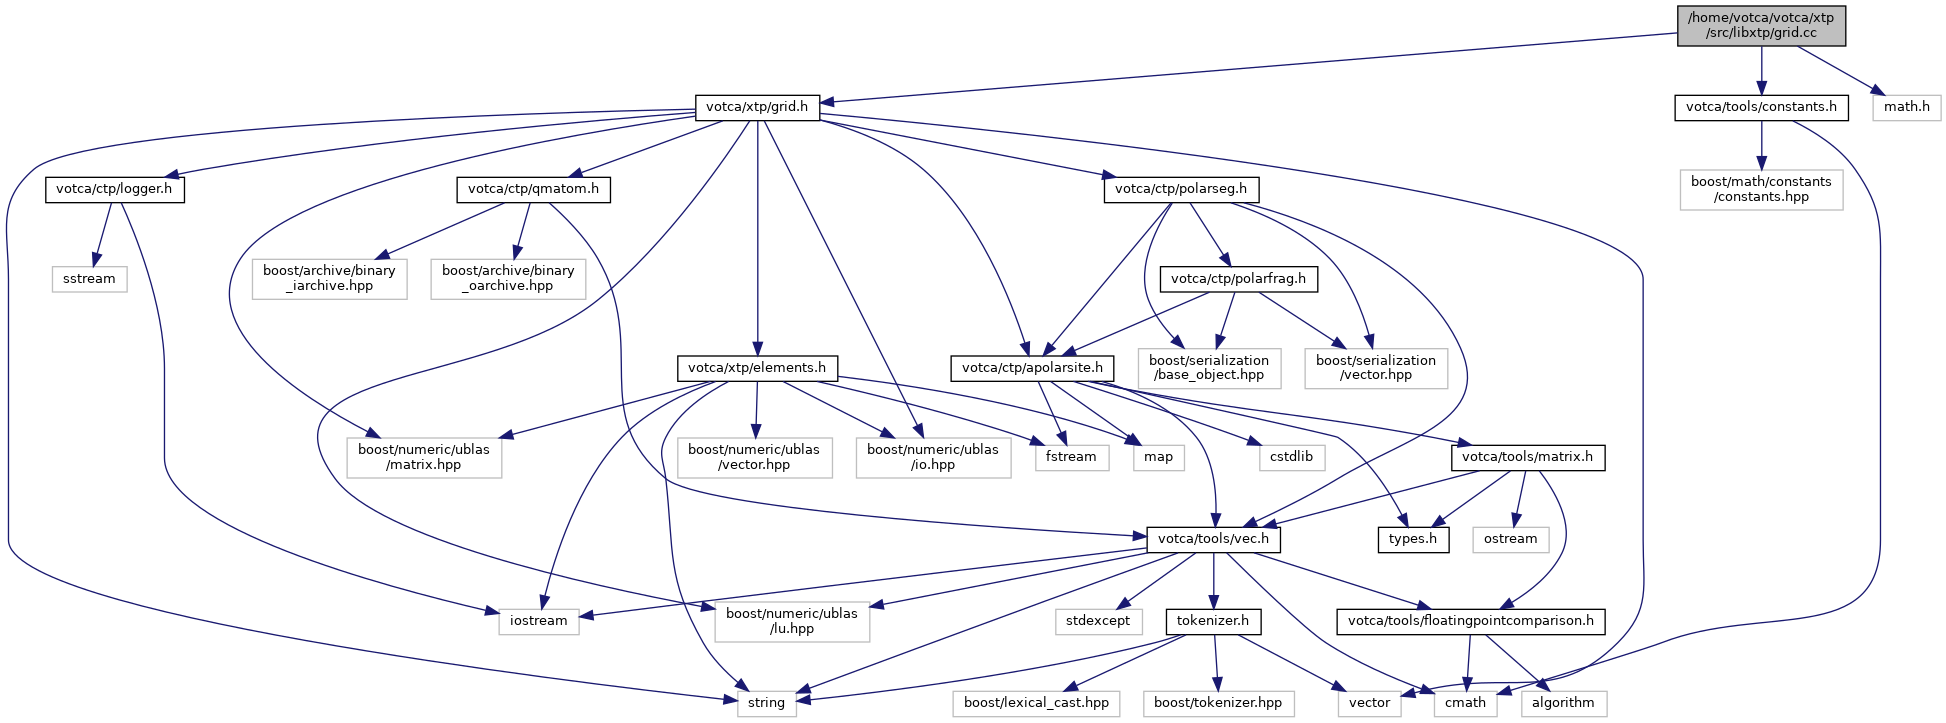 /home/votca/votca/xtp
/src/libxtp/grid.cc
votca/xtp/grid.h
votca/tools/constants.h
math.h
votca/ctp/logger.h
votca/ctp/qmatom.h
votca/ctp/polarseg.h
boost/math/constants
/constants.hpp
sstream
boost/archive/binary
_iarchive.hpp
boost/archive/binary
_oarchive.hpp
votca/ctp/polarfrag.h
votca/xtp/elements.h
votca/ctp/apolarsite.h
boost/serialization
/base_object.hpp
boost/serialization
/vector.hpp
boost/numeric/ublas
/matrix.hpp
boost/numeric/ublas
/vector.hpp
boost/numeric/ublas
/io.hpp
fstream
map
cstdlib
votca/tools/matrix.h
votca/tools/vec.h
types.h
ostream
iostream
boost/numeric/ublas
/lu.hpp
stdexcept
tokenizer.h
votca/tools/floatingpointcomparison.h
string
boost/lexical_cast.hpp
boost/tokenizer.hpp
vector
cmath
algorithm